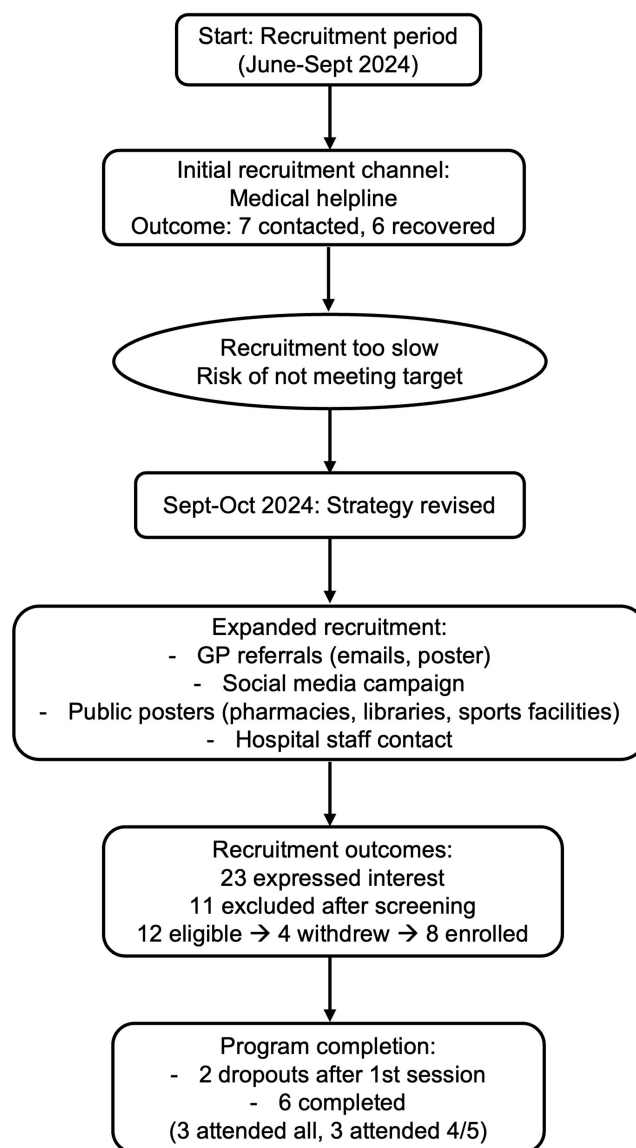 Start: Recruitment period
(June-Sept 2024)
Initial recruitment channel:
Medical helpline
Outcome: 7 contacted, 6 recovered
Recruitment too slow
Risk of not meeting target
Sept-Oct 2024: Strategy revised
Expanded recruitment:
- GP referrals (emails, poster)
- Social media campaign
- Public posters (pharmacies, libraries, sports facilities)
- Hospital staff contact
Recruitment outcomes:
23 expressed interest
11 excluded after screening
12 eligible → 4 withdrew → 8 enrolled
Program completion:
- 2 dropouts after 1st session
- 6 completed
(3 attended all, 3 attended 4/5)